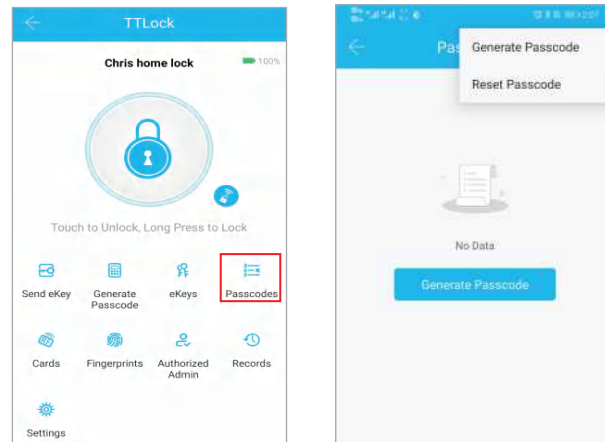 TTLock
Chris home lock
100%
Touch to Unlock, Long Press to Lock
Send eKey
Generate
Passcode
eKeys
Passcodes
Cards
Fingerprints
Authorized
Admin
Records
Settings
Pas
Generate Passcode
Reset Passcode
No Data
Generate Passcode